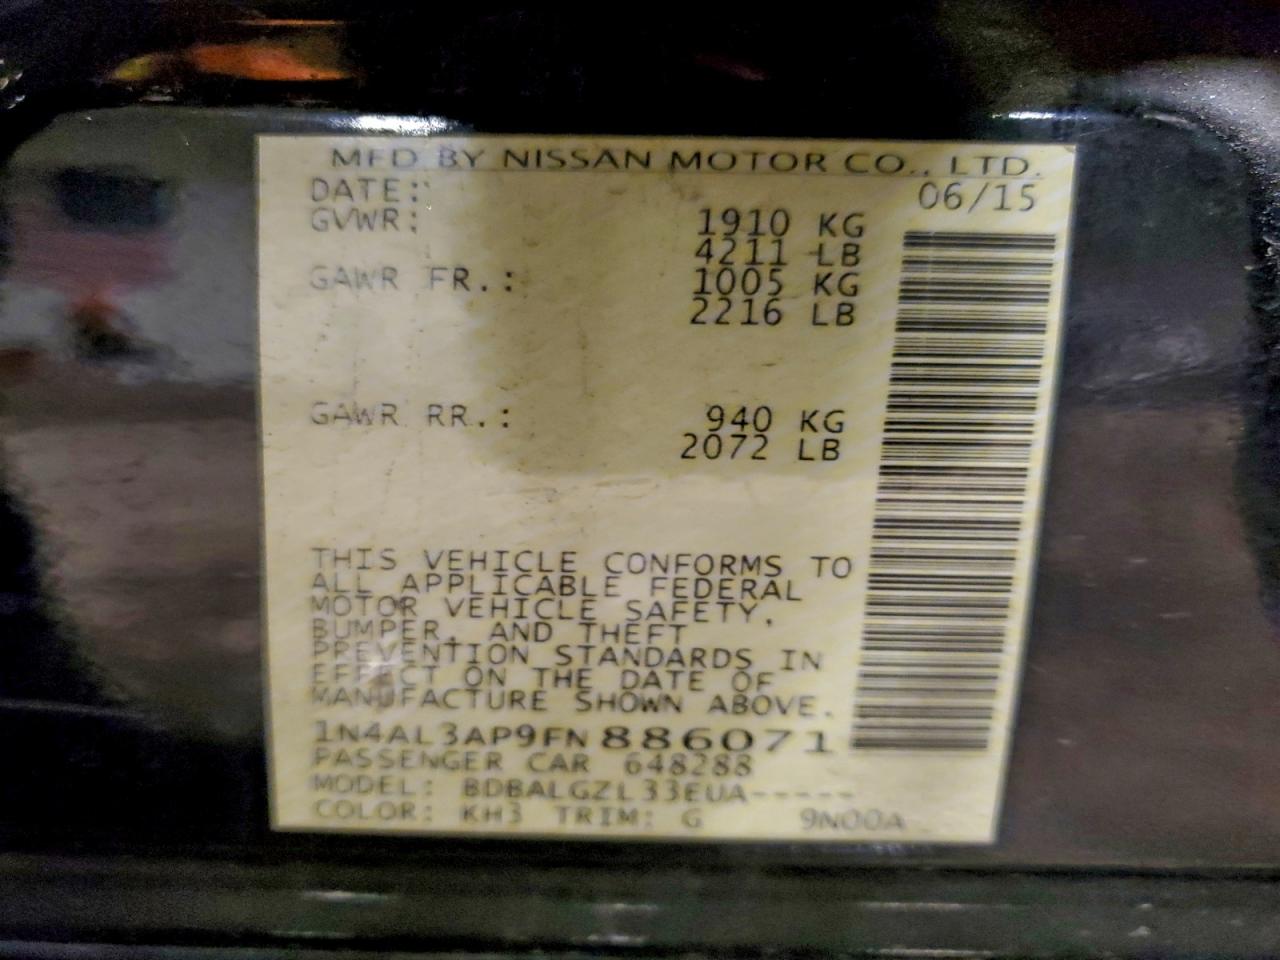 MFD BY NISSAN MOTOR CO., LTD.
DATE: 06/15
GVWR: 1910 KG
4211 LB
GAWR FR.: 1005 KG
2216 LB
GAWR RR.: 940 KG
2072 LB
THIS VEHICLE CONFORMS TO
ALL APPLICABLE FEDERAL
MOTOR VEHICLE SAFETY,
BUMPER, AND THEFT
PREVENTION STANDARDS IN
EFFECT ON THE DATE OF
MANUFACTURE SHOWN ABOVE.
1N4AL3AP9FN886071
PASSENGER CAR 648288
MODEL: BDBALGZL33EUA-----
COLOR: KH3 TRIM: G 9N00A